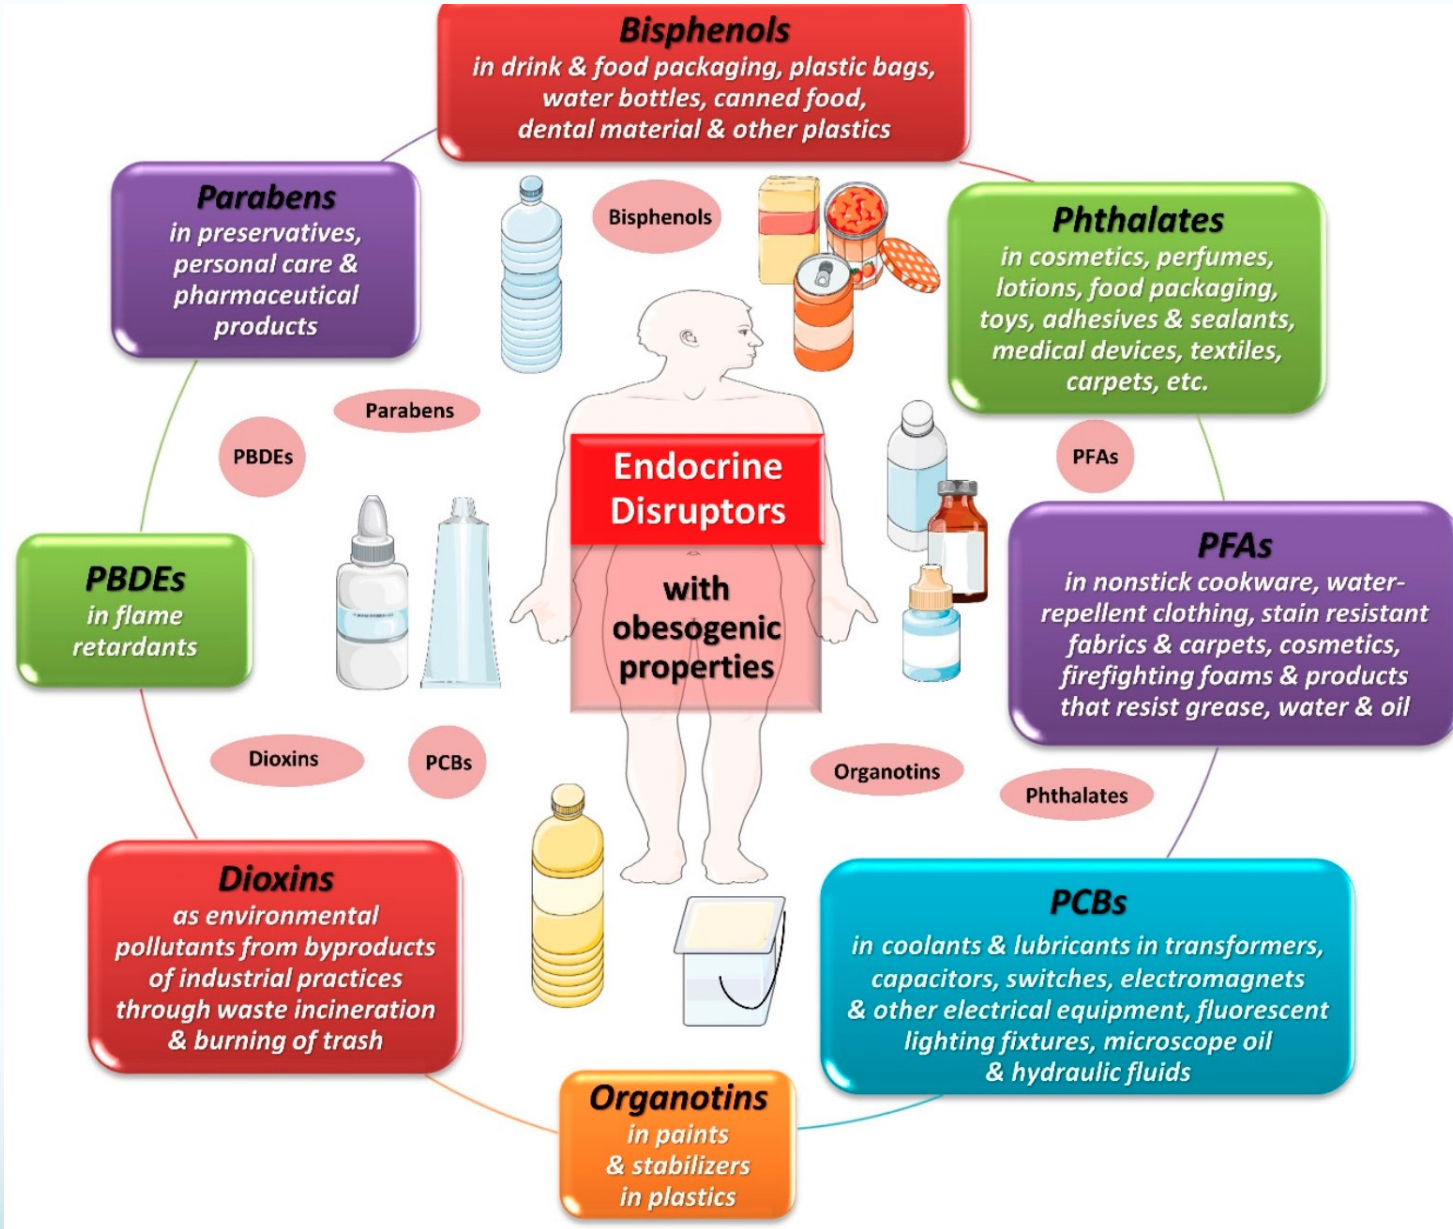 Bisphenols
in drink & food packaging, plastic bags,
water bottles, canned food,
dental material & other plastics
Parabens
in preservatives,
personal care &
pharmaceutical
products
Bisphenols
Phthalates
in cosmetics, perfumes,
lotions, food packaging,
toys, adhesives & sealants,
medical devices, textiles,
carpets, etc.
Parabens
PBDEs
PFAs
Endocrine
Disruptors
with
obesogenic
properties
PBDEs
in flame
retardants
PFAs
in nonstick cookware, water-
repellent clothing, stain resistant
fabrics & carpets, cosmetics,
firefighting foams & products
that resist grease, water & oil
Dioxins
PCBs
Organotins
Phthalates
Dioxins
as environmental
pollutants from byproducts
of industrial practices
through waste incineration
& burning of trash
PCBs
in coolants & lubricants in transformers,
capacitors, switches, electromagnets
& other electrical equipment, fluorescent
lighting fixtures, microscope oil
& hydraulic fluids
Organotins
in paints
& stabilizers
in plastics